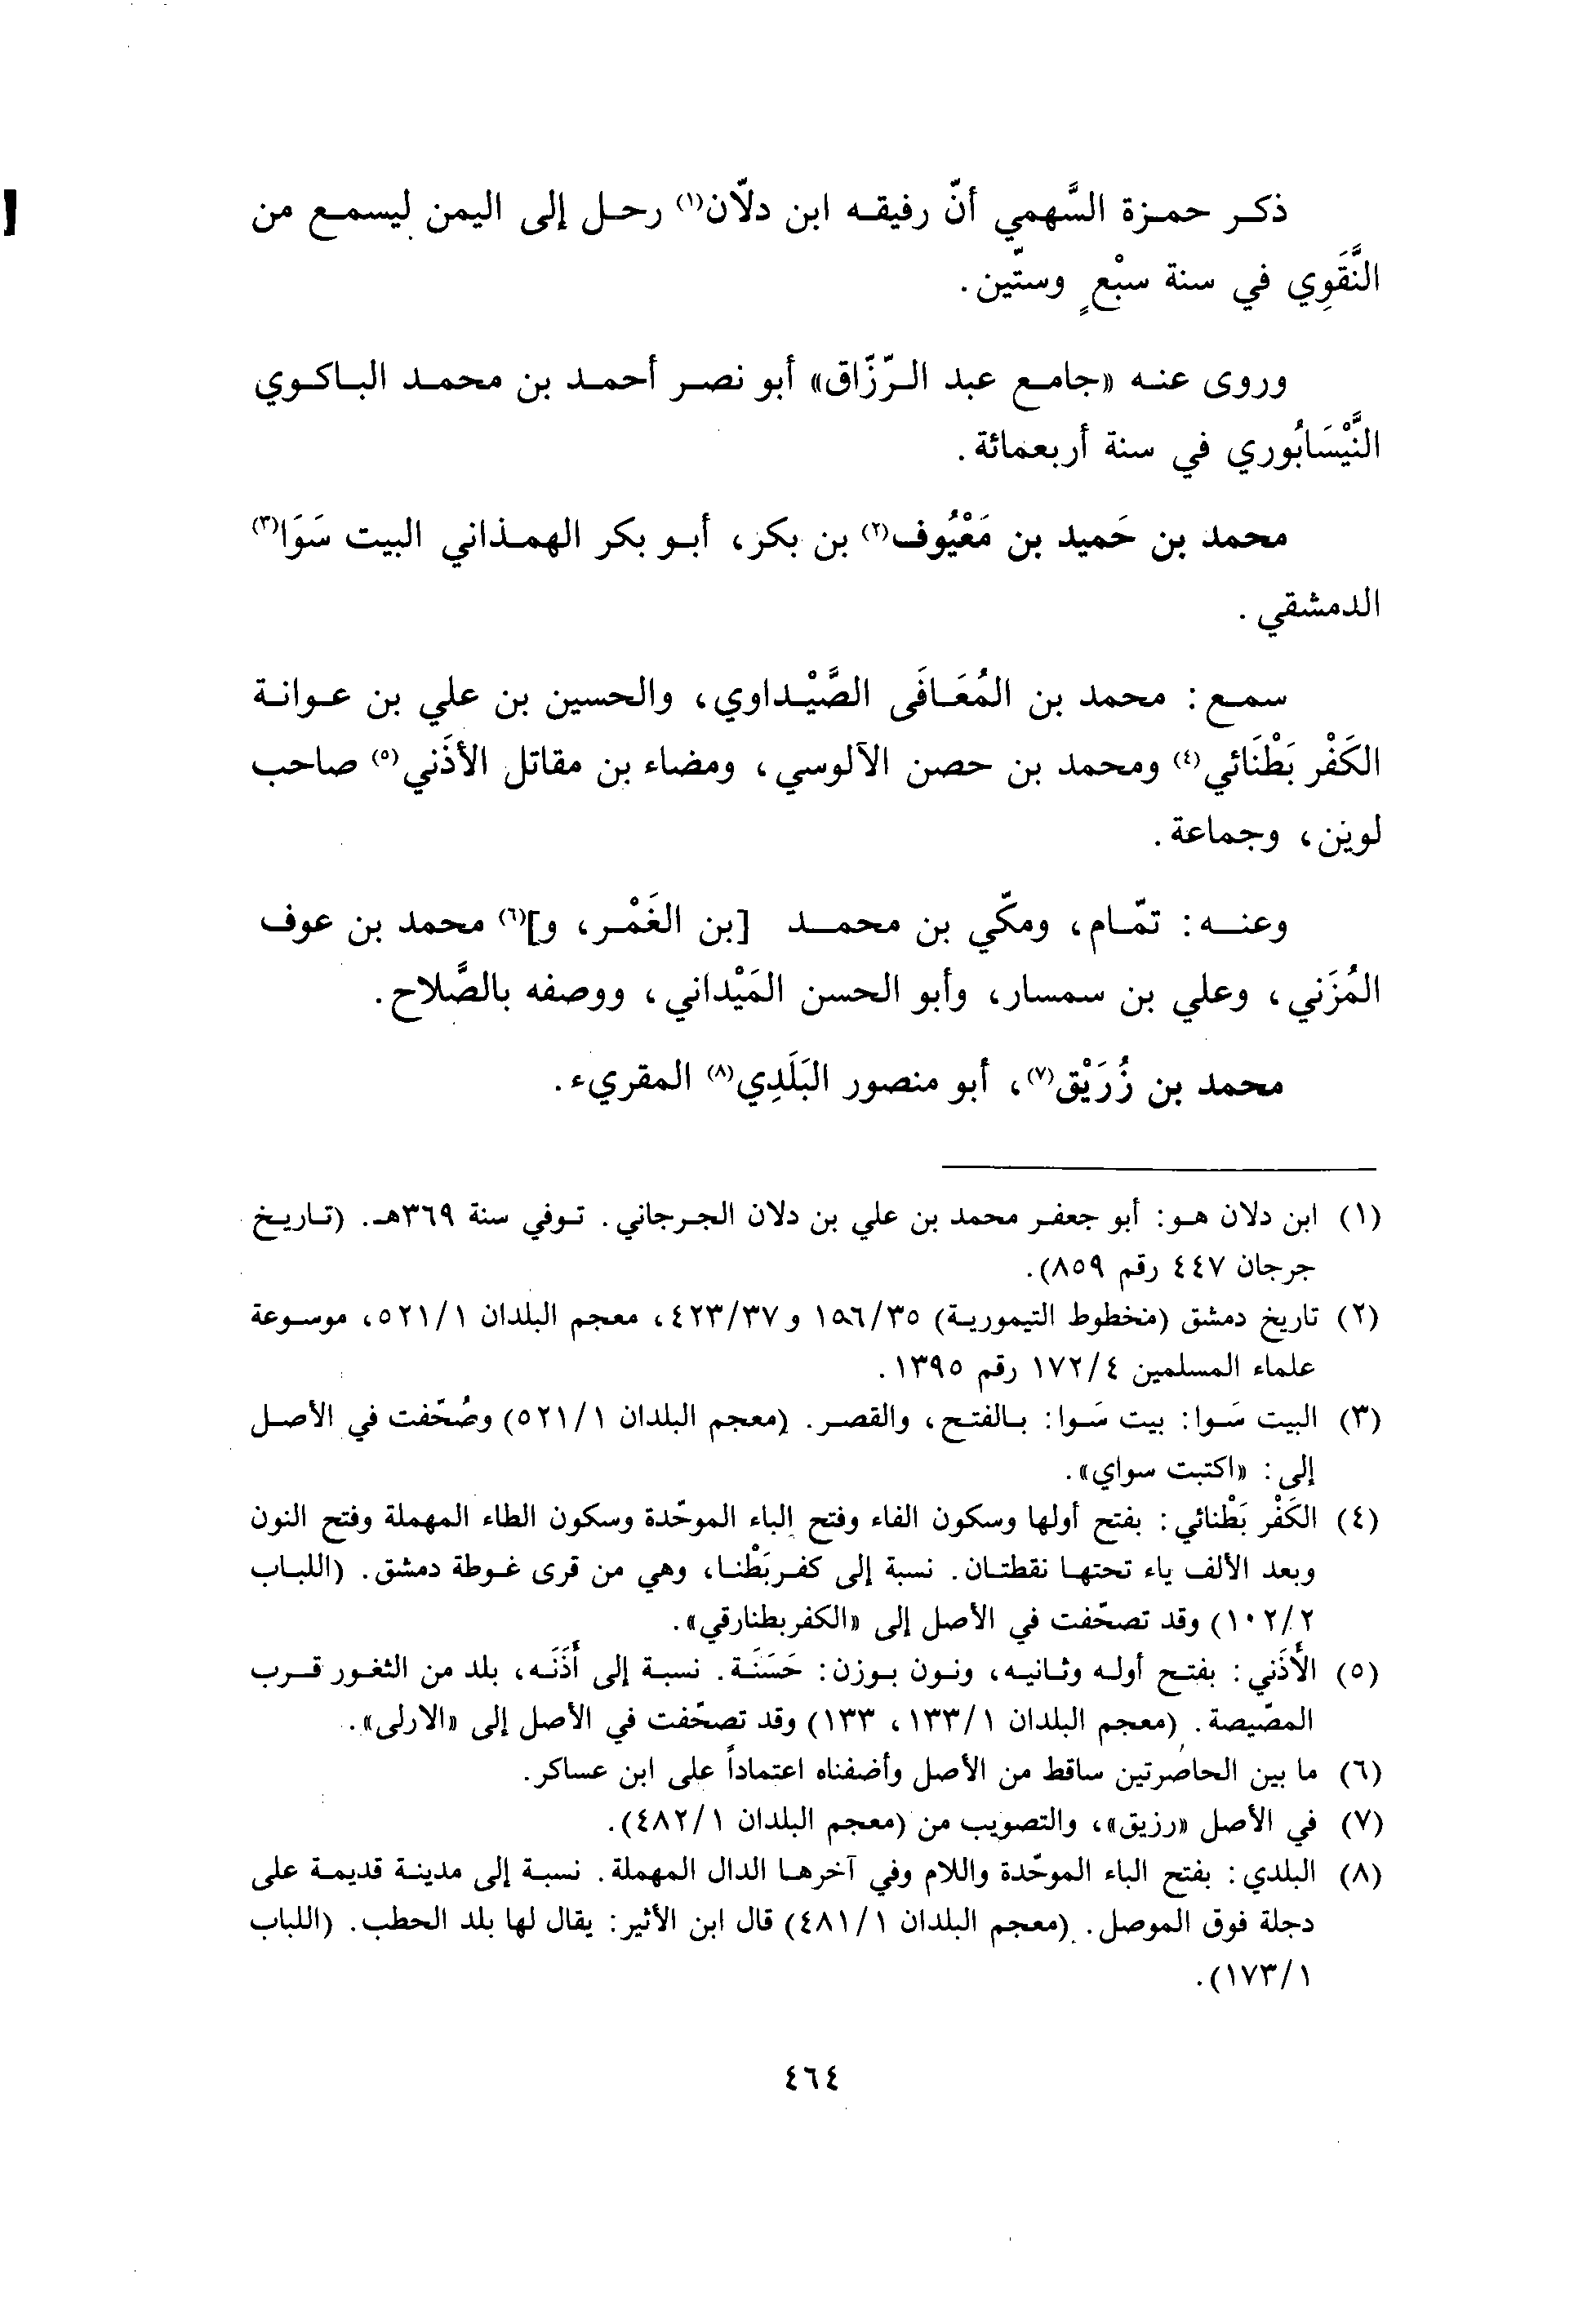 ذكر حمزة السَّهمي أنّ رفيقه ابن دلّان(١) رحل إلى اليمن ليسمع من
النَّقَوِي في سنة سبْعٍ وستّين.
وروى عنه «جامع عبد الرّزّاق» أبو نصر أحمد بن محمد الباكوي
النَّيْسَابُوري في سنة أربعمائة.
محمد بن حَميد بن مَعْيُوف(٢) بن بكر، أبو بكر الهمذاني البيت سَوَا(٣)
الدمشقي.
سمع: محمد بن المُعَافَى الصَّيْداوي، والحسين بن علي بن عوانة
الكَفْر بَطْنَائي(٤) ومحمد بن حصن الآلوسي، ومضاء بن مقاتل الأذَني(٥) صاحب
لوين، وجماعة.
وعنه: تمّام، ومكّي بن محمد [بن الغَمْر، و](٦) محمد بن عوف
المُزَني، وعلي بن سمسار، وأبو الحسن المَيْداني، ووصفه بالصَّلاح.
محمد بن زُرَيْق(٧)، أبو منصور البَلَدِي(٨) المقريء.
(١) ابن دلان هو: أبو جعفر محمد بن علي بن دلان الجرجاني. توفي سنة ٣٦٩هـ. (تاريخ
جرجان ٤٤٧ رقم ٨٥٩).
(٢) تاريخ دمشق (مخطوط التيمورية) ٣٥/١٥٦ و٣٧/٤٢٣، معجم البلدان ١/٥٢١، موسوعة
علماء المسلمين ٤/١٧٢ رقم ١٣٩٥.
(٣) البيت سَوا: بيت سَوا: بالفتح، والقصر. (معجم البلدان ١/٥٢١) وصُحّفت في الأصل
إلى: «اكتبت سواي».
(٤) الكَفْر بَطْنائي: بفتح أولها وسكون الفاء وفتح الباء الموحّدة وسكون الطاء المهملة وفتح النون
وبعد الألف ياء تحتها نقطتان. نسبة إلى كفربَطْنا، وهي من قرى غوطة دمشق. (اللباب
٢/١٠٢) وقد تصحّفت في الأصل إلى «الكفربطنارقي».
(٥) الأَذَني: بفتح أوله وثانيه، ونون بوزن: حَسَنَة. نسبة إلى أَذَنَه، بلد من الثغور قرب
المصّيصة. (معجم البلدان ١/١٣٣، ١٣٣) وقد تصحّفت في الأصل إلى «الارلى».
(٦) ما بين الحاصرتين ساقط من الأصل وأضفناه اعتماداً على ابن عساكر.
(٧) في الأصل «رزيق»، والتصويب من (معجم البلدان ١/٤٨٢).
(٨) البلدي: بفتح الباء الموحّدة واللام وفي آخرها الدال المهملة. نسبة إلى مدينة قديمة على
دجلة فوق الموصل. (معجم البلدان ١/٤٨١) قال ابن الأثير: يقال لها بلد الحطب. (اللباب
١/١٧٣).
٤٦٤